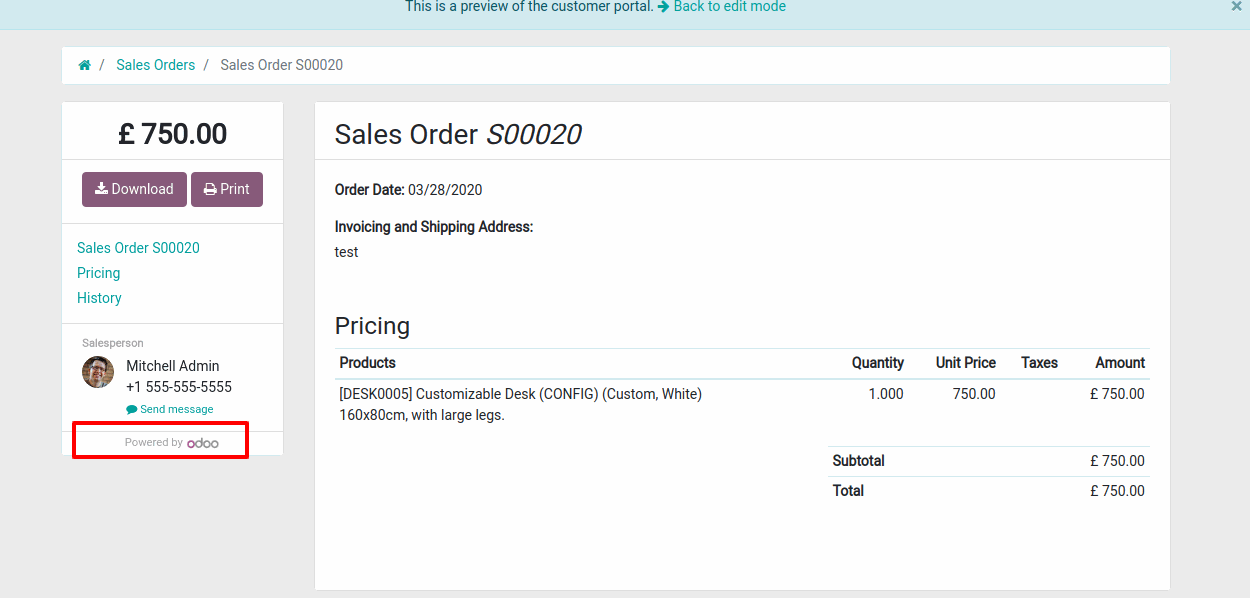 This is a preview of the customer portal. Back to edit mode ×
/ Sales Orders / Sales Order S00020
£ 750.00
Download Print
Sales Order S00020
Pricing
History
Salesperson
Mitchell Admin
+1 555-555-5555
Send message
Powered by odoo
Sales Order S00020
Order Date: 03/28/2020
Invoicing and Shipping Address:
test
Pricing
Products Quantity Unit Price Taxes Amount
[DESK0005] Customizable Desk (CONFIG) (Custom, White) 1.000 750.00 £ 750.00
160x80cm, with large legs.
Subtotal £ 750.00
Total £ 750.00